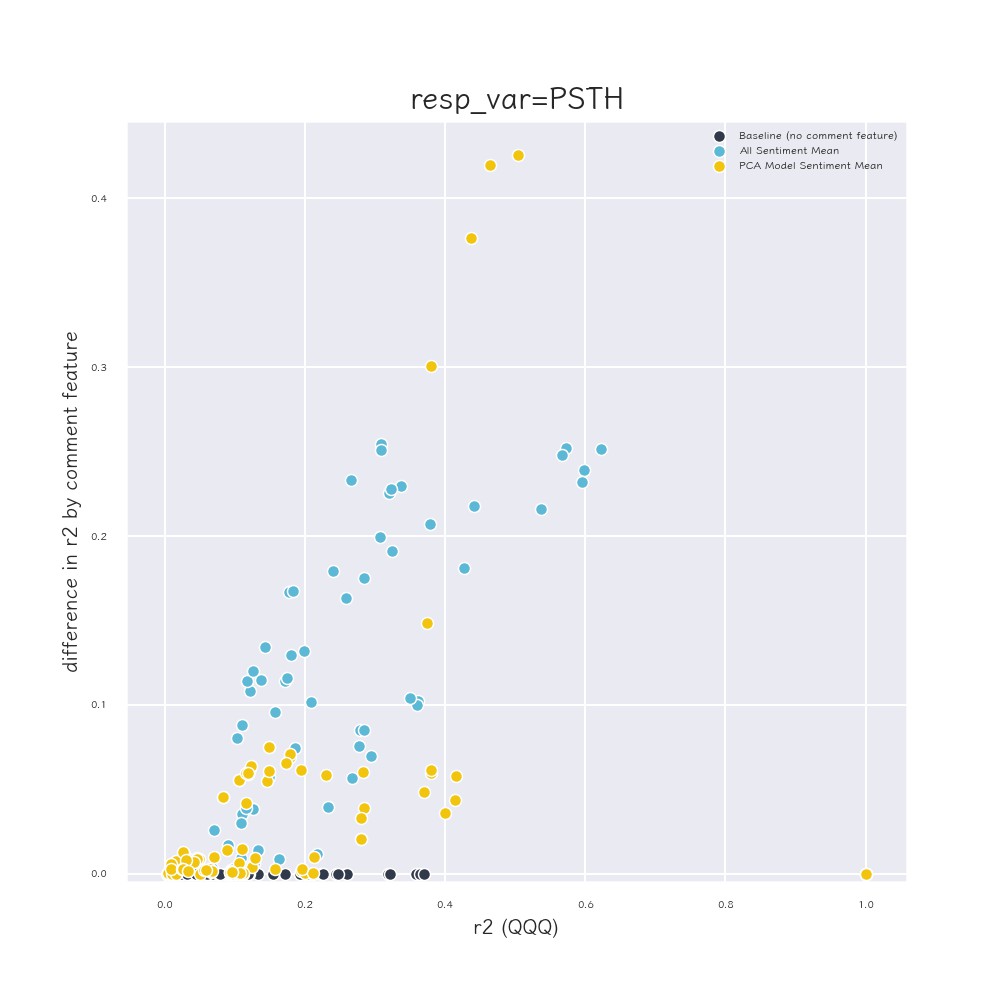 resp_var=PSTH
Baseline (no comment feature)
All Sentiment Mean
PCA Model Sentiment Mean
difference in r2 by comment feature
0.4
0.3
0.2
0.1
0.0
0.0 0.2 0.4 0.6 0.8 1.0
r2 (QQQ)